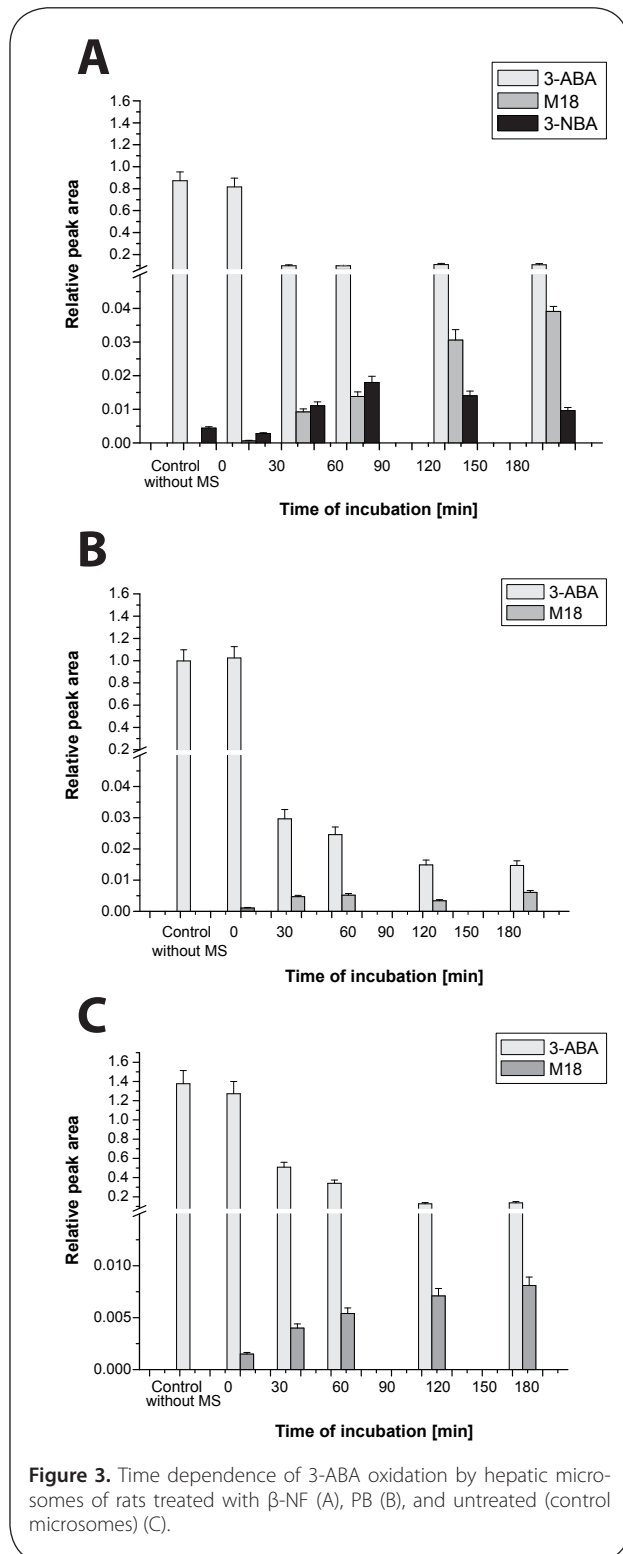 A
3-ABA
M18
3-NBA
1.6
1.4
1.2
1.0
0.8
0.6
0.4
0.2
0.04
0.03
0.02
0.01
0.00
Relative peak area
Control 0 30 60 90 120 150 180
without MS
Time of incubation [min]
B
3-ABA
M18
1.6
1.4
1.2
1.0
0.8
0.6
0.4
0.2
0.04
0.03
0.02
0.01
0.00
Relative peak area
Control 0 30 60 90 120 150 180
without MS
Time of incubation [min]
C
3-ABA
M18
1.6
1.4
1.2
1.0
0.8
0.6
0.4
0.2
0.010
0.005
0.000
Relative peak area
Control 0 30 60 90 120 150 180
without MS
Time of incubation [min]
Figure 3. Time dependence of 3-ABA oxidation by hepatic micro-
somes of rats treated with β-NF (A), PB (B), and untreated (control
microsomes) (C).